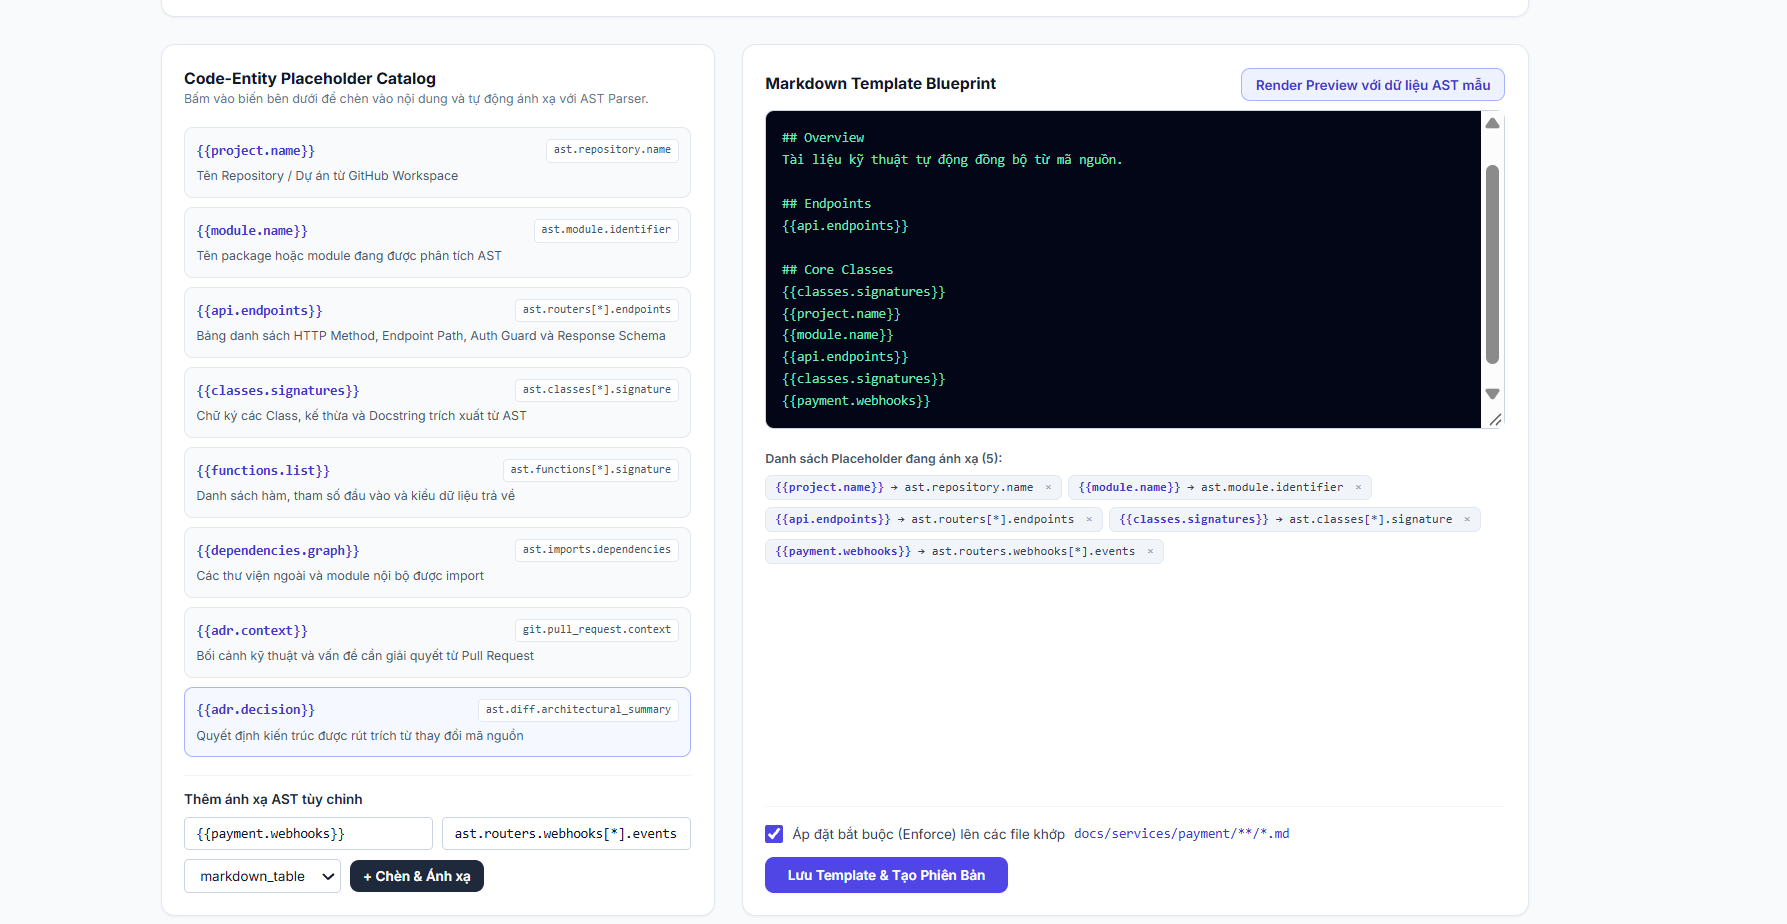 Code-Entity Placeholder Catalog
Bấm vào biến bên dưới để chèn vào nội dung và tự động ánh xạ với AST Parser.
{{project.name}}
ast.repository.name
Tên Repository / Dự án từ GitHub Workspace
{{module.name}}
ast.module.identifier
Tên package hoặc module đang được phân tích AST
{{api.endpoints}}
ast.routers[*].endpoints
Bảng danh sách HTTP Method, Endpoint Path, Auth Guard và Response Schema
{{classes.signatures}}
ast.classes[*].signature
Chữ ký các Class, kế thừa và Docstring trích xuất từ AST
{{functions.list}}
ast.functions[*].signature
Danh sách hàm, tham số đầu vào và kiểu dữ liệu trả về
{{dependencies.graph}}
ast.imports.dependencies
Các thư viện ngoài và module nội bộ được import
{{adr.context}}
git.pull_request.context
Bối cảnh kỹ thuật và vấn đề cần giải quyết từ Pull Request
{{adr.decision}}
ast.diff.architectural_summary
Quyết định kiến trúc được rút trích từ thay đổi mã nguồn
Thêm ánh xạ AST tùy chỉnh
{{payment.webhooks}}
ast.routers.webhooks[*].events
markdown_table
+ Chèn & Ánh xạ
Markdown Template Blueprint
Render Preview với dữ liệu AST mẫu
## Overview
Tài liệu kỹ thuật tự động đồng bộ từ mã nguồn.
## Endpoints
{{api.endpoints}}
## Core Classes
{{classes.signatures}}
{{project.name}}
{{module.name}}
{{api.endpoints}}
{{classes.signatures}}
{{payment.webhooks}}
Danh sách Placeholder đang ánh xạ (5):
{{project.name}} → ast.repository.name ×
{{module.name}} → ast.module.identifier ×
{{api.endpoints}} → ast.routers[*].endpoints ×
{{classes.signatures}} → ast.classes[*].signature ×
{{payment.webhooks}} → ast.routers.webhooks[*].events ×
Áp đặt bắt buộc (Enforce) lên các file khớp docs/services/payment/**/*.md
Lưu Template & Tạo Phiên Bản